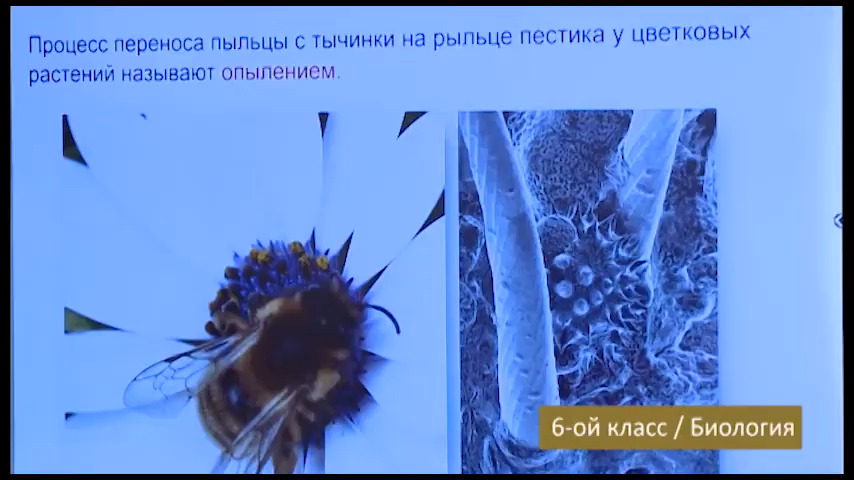 Процесс переноса пыльцы с тычинки на рыльце пестика у цветковых
растений называют опылением.
6-ой класс / Биология